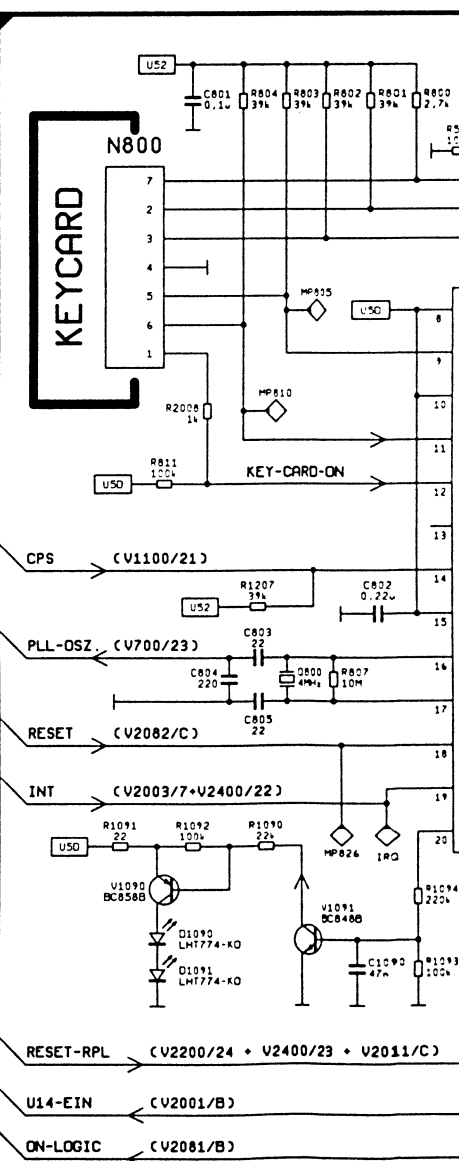 U52
C801 R804 R803 R802 R801 R800
0,1u 39k 39k 39k 39k 2,7k
N800
KEYCARD
7
2
3
4
5
6
1
MP805
U5D
8
9
10
MP810
R2008
1k
11
R811
100k
U5D
KEY-CARD-ON
12
13
CPS (V1100/21)
14
R1207
39k
U52
C802
0,22u
15
PLL-OSZ. (V700/23)
C803
22
16
C804
220
Q800
4MHz
R807
10M
C805
22
17
RESET (V2082/C)
18
INT (V2003/7+V2400/22)
19
R1091
22
R1092
100k
R1090
22k
U5D
MP826
IRQ
20
V1090
BC858B
R1094
220k
V1091
BC848B
D1090
LHT774-KO
D1091
LHT774-KO
C1090
47n
R1093
100k
RESET-RPL (V2200/24 + V2400/23 + V2011/C)
U14-EIN (V2001/B)
ON-LOGIC (V2081/B)